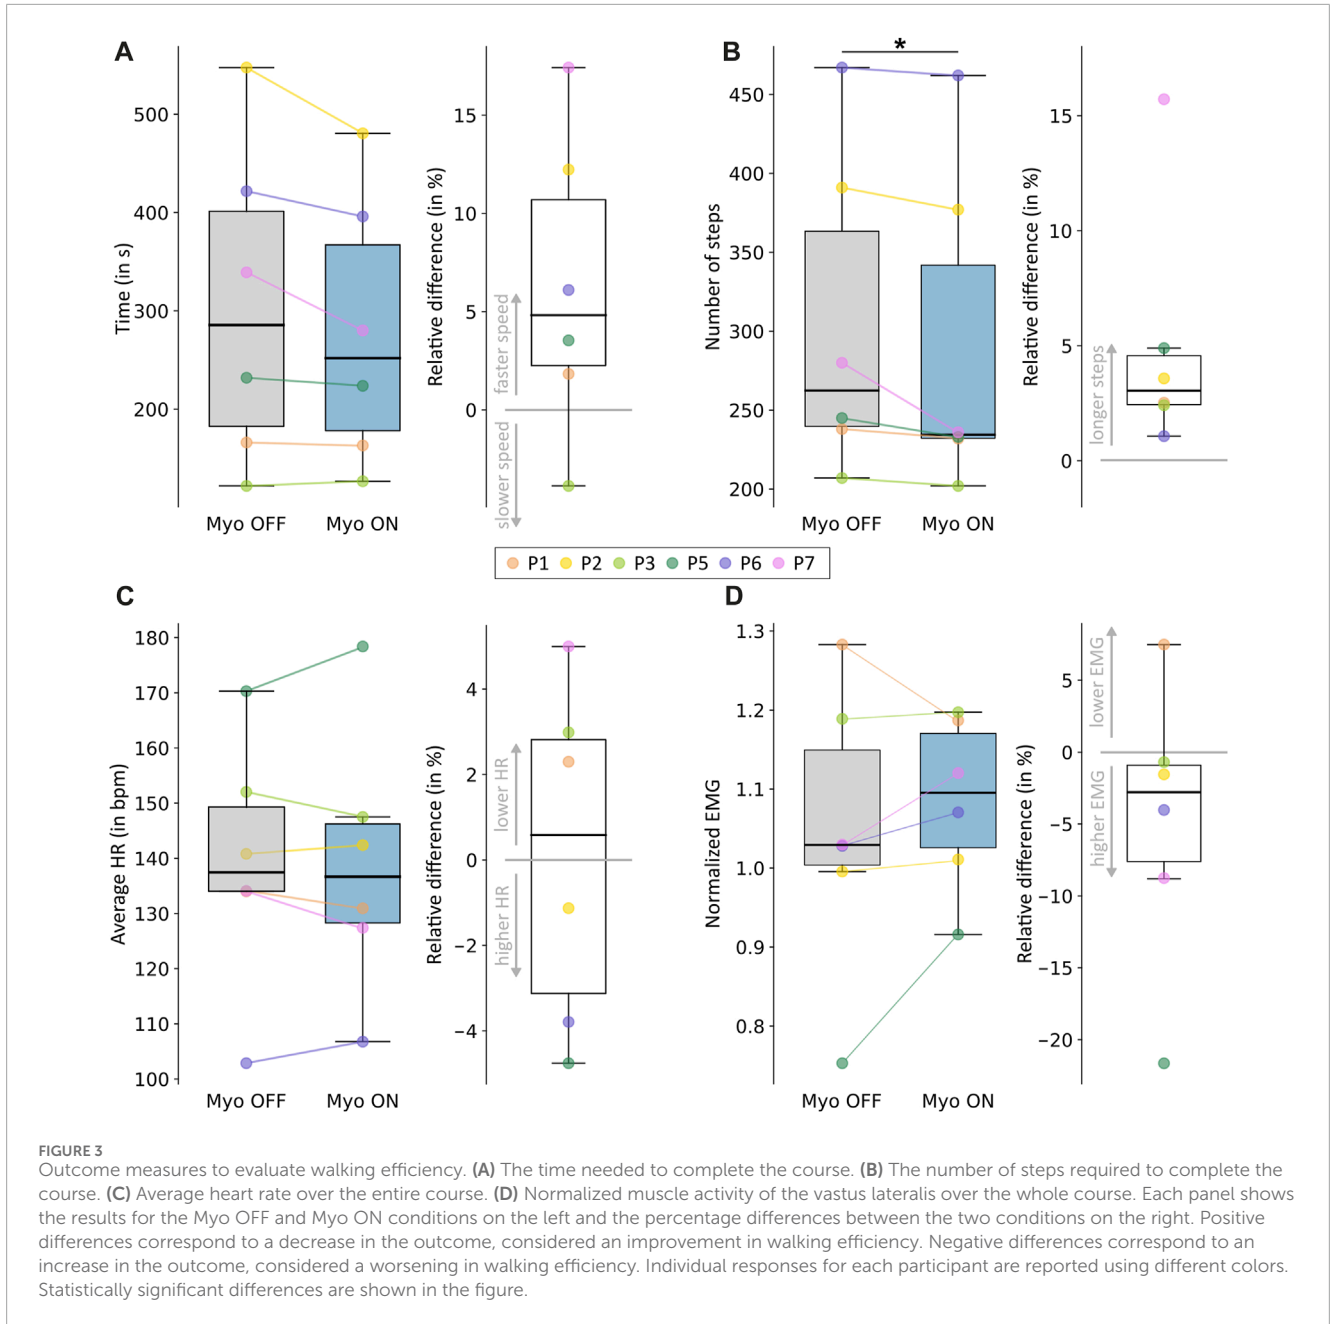 A
500
400
300
200
Time (in s)
Myo OFF
Myo ON
15
10
5
0
Relative difference (in %)
faster speed
slower speed
B
*
450
400
350
300
250
200
Number of steps
Myo OFF
Myo ON
15
10
5
0
Relative difference (in %)
longer steps
P1 P2 P3 P5 P6 P7
C
180
170
160
150
140
130
120
110
100
Average HR (in bpm)
Myo OFF
Myo ON
4
2
0
−2
−4
Relative difference (in %)
lower HR
higher HR
D
1.3
1.2
1.1
1.0
0.9
0.8
Normalized EMG
Myo OFF
Myo ON
5
0
−5
−10
−15
−20
Relative difference (in %)
lower EMG
higher EMG
FIGURE 3
Outcome measures to evaluate walking efficiency. (A) The time needed to complete the course. (B) The number of steps required to complete the
course. (C) Average heart rate over the entire course. (D) Normalized muscle activity of the vastus lateralis over the whole course. Each panel shows
the results for the Myo OFF and Myo ON conditions on the left and the percentage differences between the two conditions on the right. Positive
differences correspond to a decrease in the outcome, considered an improvement in walking efficiency. Negative differences correspond to an
increase in the outcome, considered a worsening in walking efficiency. Individual responses for each participant are reported using different colors.
Statistically significant differences are shown in the figure.